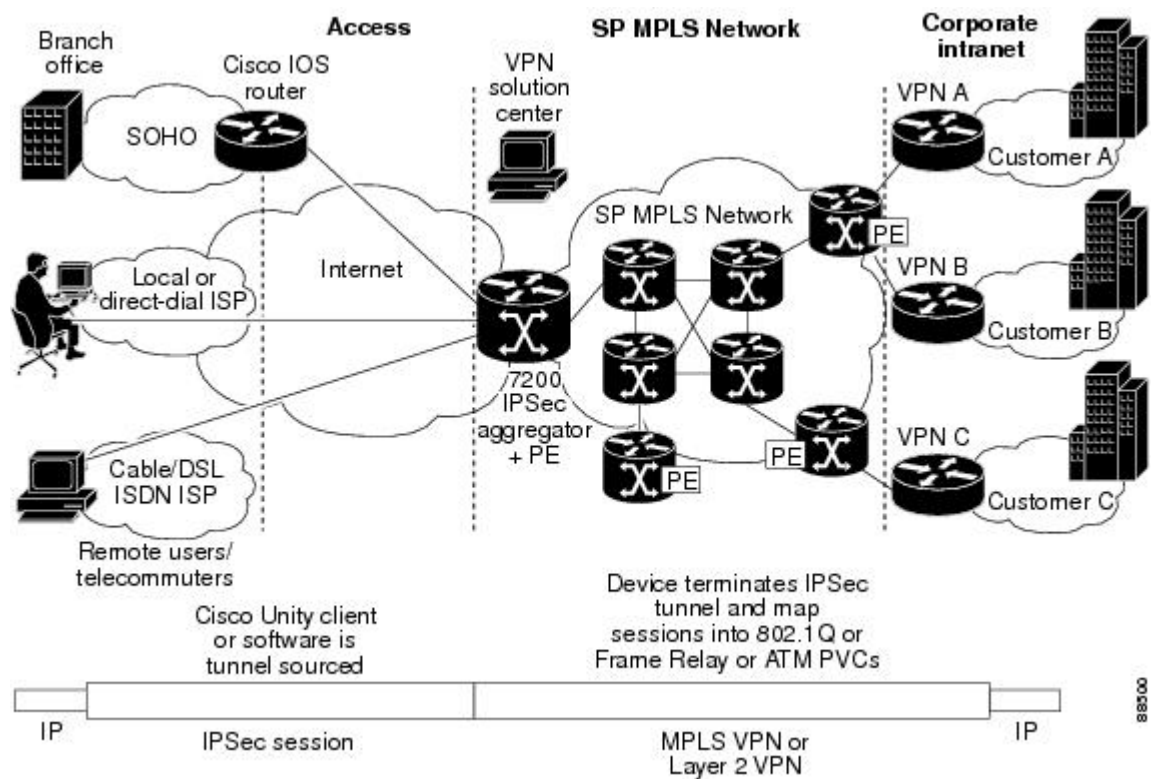 Branch
office
Access
SP MPLS Network
Corporate
intranet
Cisco IOS
router
VPN
solution
center
SOHO
VPN A
Customer A
SP MPLS Network
PE
Internet
Local or
direct-dial ISP
VPN B
Customer B
7200
IPSec
aggregator
+ PE
Cable/DSL
ISDN ISP
PE
PE
VPN C
Customer C
Remote users/
telecommuters
Cisco Unity client
or software is
tunnel sourced
Device terminates IPSec
tunnel and map
sessions into 802.1Q or
Frame Relay or ATM PVCs
IP
IPSec session
MPLS VPN or
Layer 2 VPN
IP
88500